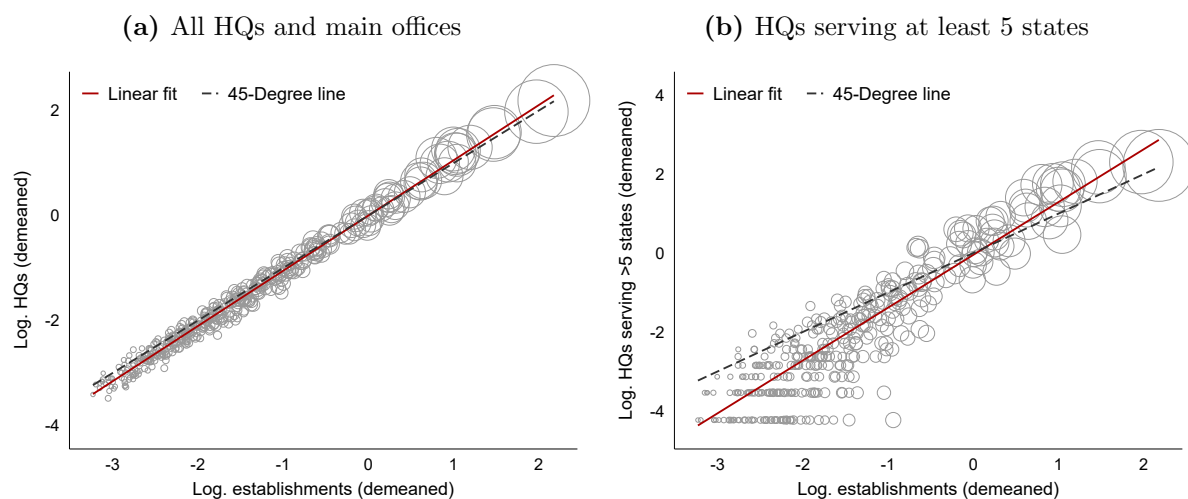 (a) All HQs and main offices
Linear fit
45-Degree line
Log. HQs (demeaned)
2
0
-2
-4
-3
-2
-1
0
1
2
Log. establishments (demeaned)
(b) HQs serving at least 5 states
Linear fit
45-Degree line
Log. HQs serving >5 states (demeaned)
4
2
0
-2
-4
-3
-2
-1
0
1
2
Log. establishments (demeaned)